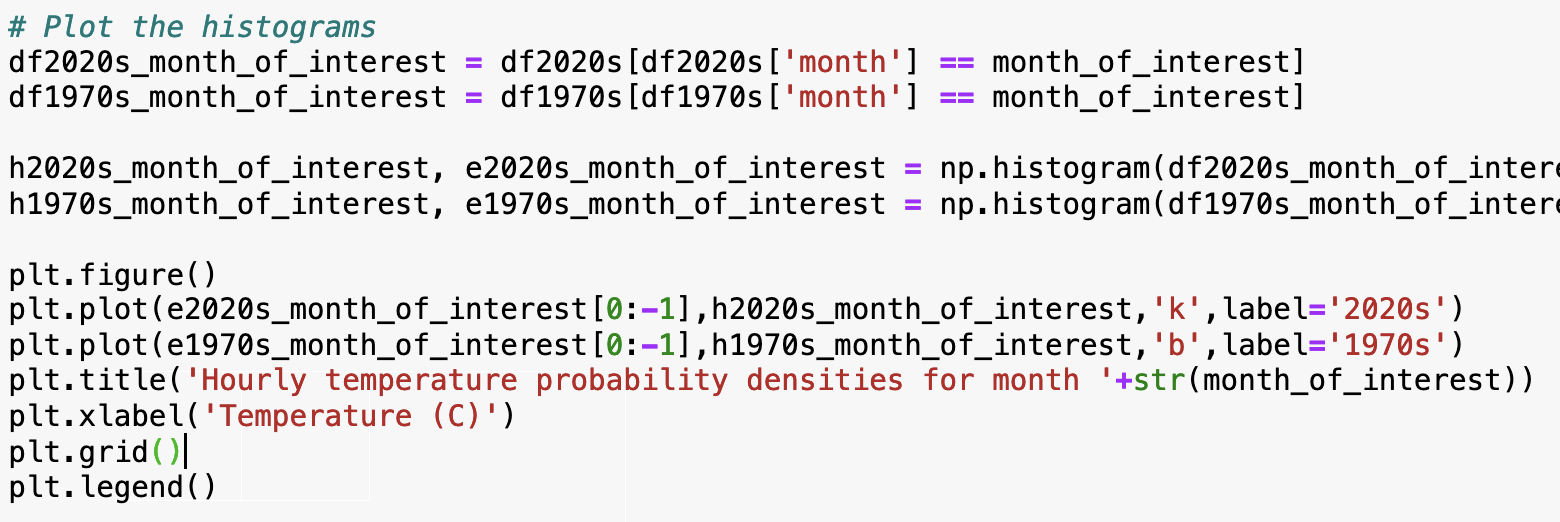 # Plot the histograms
df2020s_month_of_interest = df2020s[df2020s['month'] == month_of_interest]
df1970s_month_of_interest = df1970s[df1970s['month'] == month_of_interest]
h2020s_month_of_interest, e2020s_month_of_interest = np.histogram(df2020s_month_of_intere
h1970s_month_of_interest, e1970s_month_of_interest = np.histogram(df1970s_month_of_intere
plt.figure()
plt.plot(e2020s_month_of_interest[0:-1],h2020s_month_of_interest,'k',label='2020s')
plt.plot(e1970s_month_of_interest[0:-1],h1970s_month_of_interest,'b',label='1970s')
plt.title('Hourly temperature probability densities for month '+str(month_of_interest))
plt.xlabel('Temperature (C)')
plt.grid()
plt.legend()